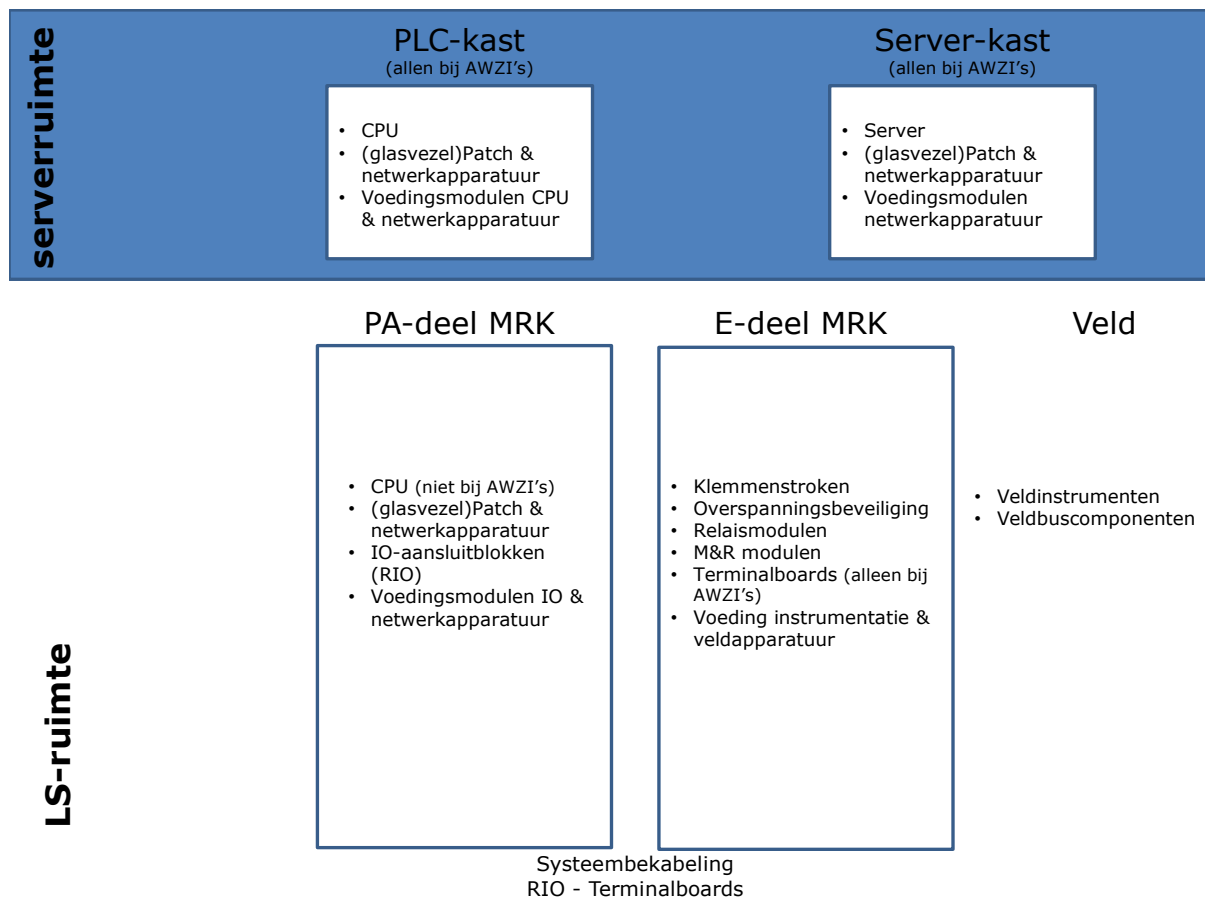 serverruimte
PLC-kast
(allen bij AWZI's)
• CPU
• (glasvezel)Patch &
netwerkapparatuur
• Voedingsmodulen CPU
& netwerkapparatuur
Server-kast
(allen bij AWZI's)
• Server
• (glasvezel)Patch &
netwerkapparatuur
• Voedingsmodulen
netwerkapparatuur
LS-ruimte
PA-deel MRK
• CPU (niet bij AWZI's)
• (glasvezel)Patch &
netwerkapparatuur
• IO-aansluitblokken
(RIO)
• Voedingsmodulen IO &
netwerkapparatuur
E-deel MRK
• Klemmenstroken
• Overspanningsbeveiliging
• Relaismodulen
• M&R modulen
• Terminalboards (alleen bij
AWZI's)
• Voeding instrumentatie &
veldapparatuur
Veld
• Veldinstrumenten
• Veldbuscomponenten
Systeembekabeling
RIO - Terminalboards